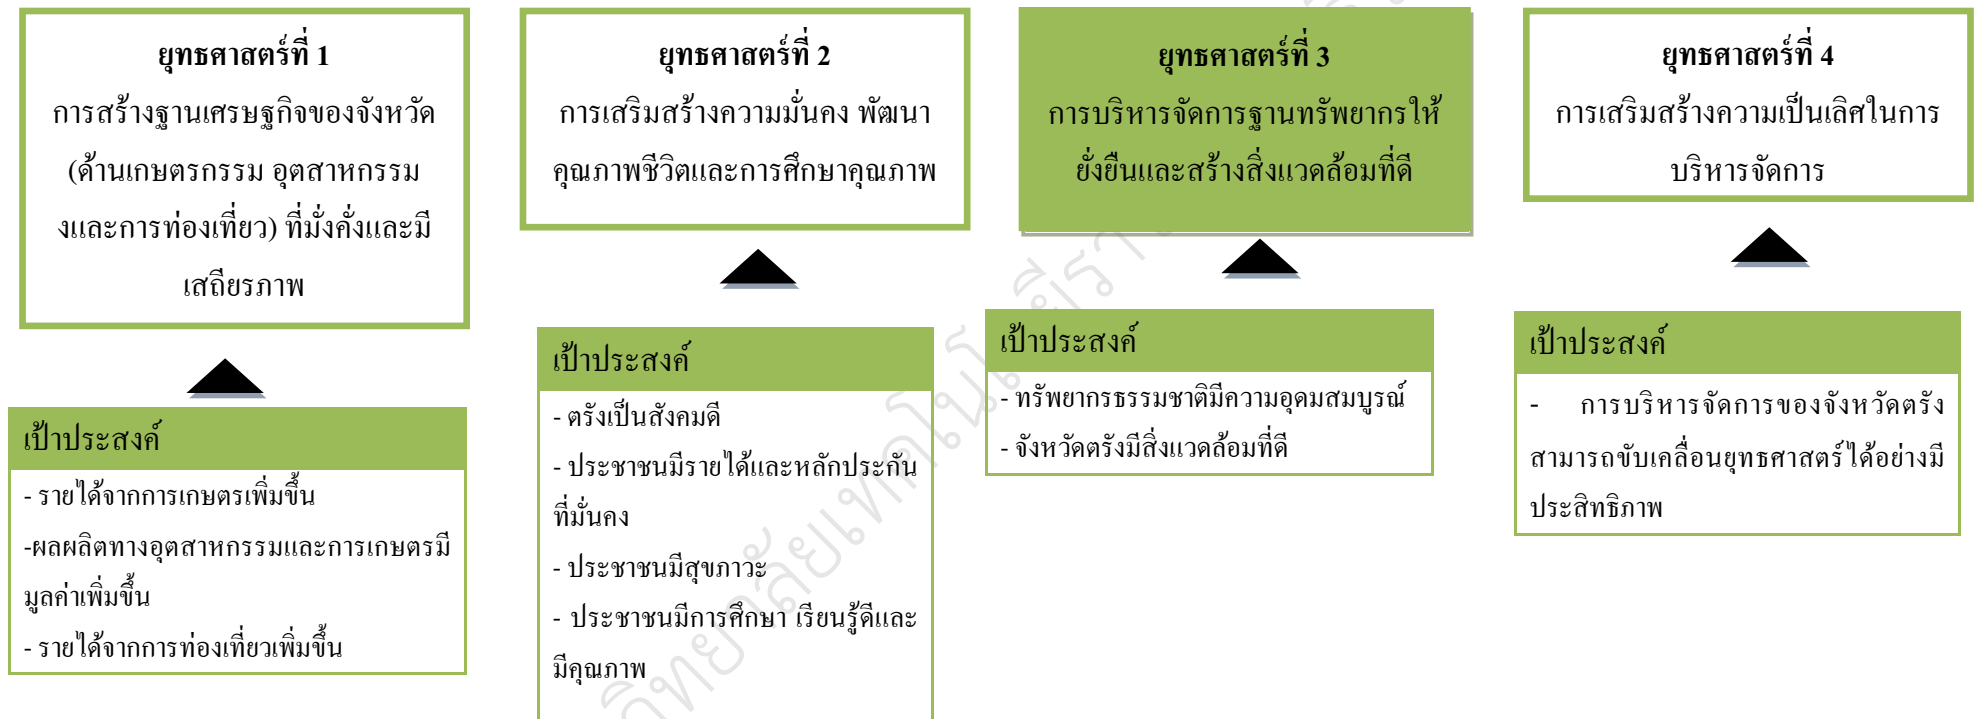 ยุทธศาสตร์ที่ 1
การสร้างฐานเศรษฐกิจของจังหวัด
(ด้านเกษตรกรรม อุตสาหกรรม
งและการท่องเที่ยว) ที่มั่งคั่งและมี
เสถียรภาพ
เป้าประสงค์
- รายได้จากการเกษตรเพิ่มขึ้น
-ผลผลิตทางอุตสาหกรรมและการเกษตรมี
มูลค่าเพิ่มขึ้น
- รายได้จากการท่องเที่ยวเพิ่มขึ้น
ยุทธศาสตร์ที่ 2
การเสริมสร้างความมั่นคง พัฒนา
คุณภาพชีวิตและการศึกษาคุณภาพ
เป้าประสงค์
- ตรังเป็นสังคมดี
- ประชาชนมีรายได้และหลักประกัน
ที่มั่นคง
- ประชาชนมีสุขภาวะ
- ประชาชนมีการศึกษา เรียนรู้ดีและ
มีคุณภาพ
ยุทธศาสตร์ที่ 3
การบริหารจัดการฐานทรัพยากรให้
ยั่งยืนและสร้างสิ่งแวดล้อมที่ดี
เป้าประสงค์
- ทรัพยากรธรรมชาติมีความอุดมสมบูรณ์
- จังหวัดตรังมีสิ่งแวดล้อมที่ดี
ยุทธศาสตร์ที่ 4
การเสริมสร้างความเป็นเลิศในการ
บริหารจัดการ
เป้าประสงค์
- การบริหารจัดการของจังหวัดตรัง
สามารถขับเคลื่อนยุทธศาสตร์ได้อย่างมี
ประสิทธิภาพ